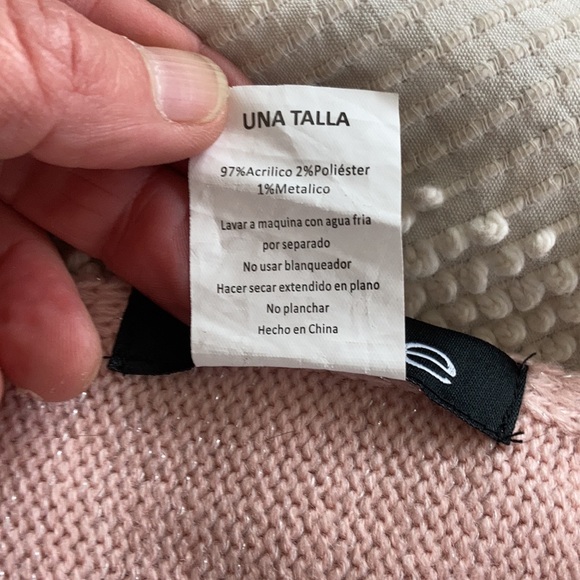 UNA TALLA
97%Acrilico 2%Poliéster
1%Metalico
Lavar a maquina con agua fria
por separado
No usar blanqueador
Hacer secar extendido en plano
No planchar
Hecho en China